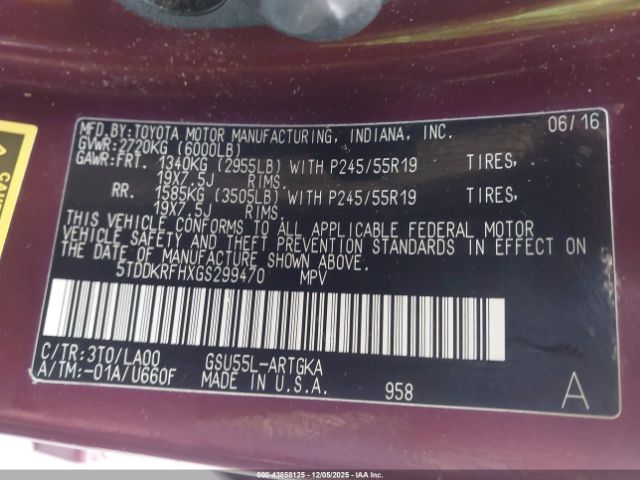 MFD.BY:TOYOTA MOTOR MANUFACTURING, INDIANA, INC. 06/16
GVWR:2720KG (6000LB)
GAWR:FRT. 1340KG (2955LB) WITH P245/55R19 TIRES,
19X7.5J RIMS.
RR. 1585KG (3505LB) WITH P245/55R19 TIRES,
19X7.5J RIMS.
THIS VEHICLE CONFORMS TO ALL APPLICABLE FEDERAL MOTOR
VEHICLE SAFETY AND THEFT PREVENTION STANDARDS IN EFFECT ON
THE DATE OF MANUFACTURE SHOWN ABOVE.
5TDDKRFHXGS299470 MPV
C/TR:3T0/LA00 GSU55L-ARTGKA
A/TM:-01A/U660F MADE IN U.S.A. 958 A
000-43858125 - 12/05/2025 - COPART